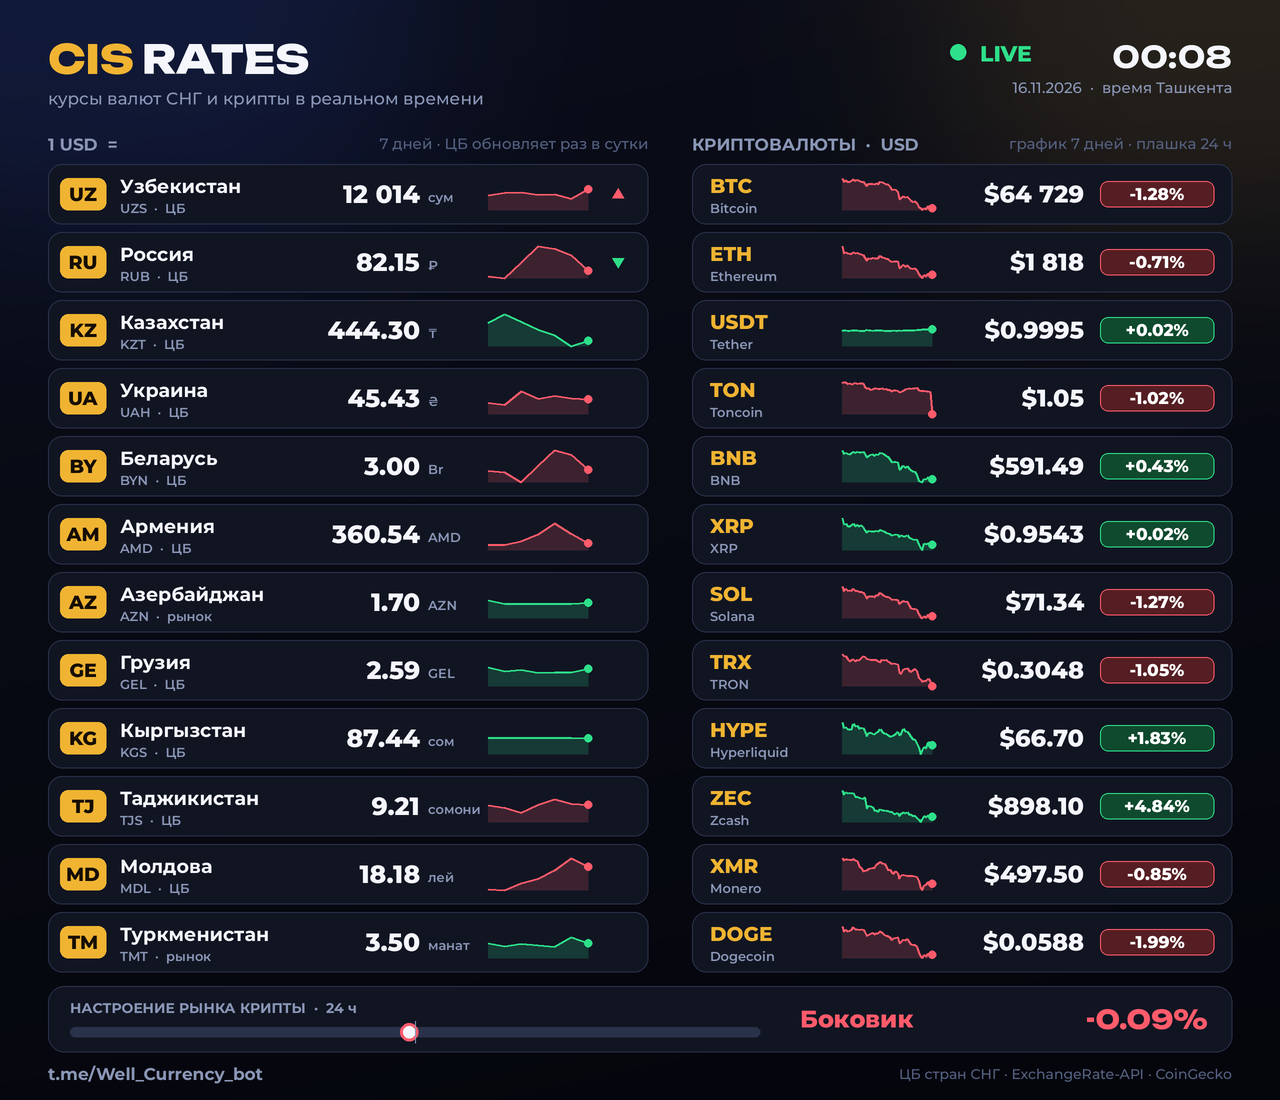 CIS RATES
курсы валют СНГ и крипты в реальном времени
LIVE 00:08
16.11.2026 · время Ташкента
1 USD = 7 дней · ЦБ обновляет раз в сутки
UZ Узбекистан 12 014 сум
UZS · ЦБ
RU Россия 82.15 ₽
RUB · ЦБ
KZ Казахстан 444.30 ₸
KZT · ЦБ
UA Украина 45.43 ₴
UAH · ЦБ
BY Беларусь 3.00 Br
BYN · ЦБ
AM Армения 360.54 AMD
AMD · ЦБ
AZ Азербайджан 1.70 AZN
AZN · рынок
GE Грузия 2.59 GEL
GEL · ЦБ
KG Кыргызстан 87.44 сом
KGS · ЦБ
TJ Таджикистан 9.21 сомони
TJS · ЦБ
MD Молдова 18.18 лей
MDL · ЦБ
TM Туркменистан 3.50 манат
TMT · рынок
КРИПТОВАЛЮТЫ · USD график 7 дней · плашка 24 ч
BTC $64 729 -1.28%
Bitcoin
ETH $1 818 -0.71%
Ethereum
USDT $0.9995 +0.02%
Tether
TON $1.05 -1.02%
Toncoin
BNB $591.49 +0.43%
BNB
XRP $0.9543 +0.02%
XRP
SOL $71.34 -1.27%
Solana
TRX $0.3048 -1.05%
TRON
HYPE $66.70 +1.83%
Hyperliquid
ZEC $898.10 +4.84%
Zcash
XMR $497.50 -0.85%
Monero
DOGE $0.0588 -1.99%
Dogecoin
НАСТРОЕНИЕ РЫНКА КРИПТЫ · 24 ч
Боковик -0.09%
t.me/Well_Currency_bot
ЦБ стран СНГ · ExchangeRate-API · CoinGecko